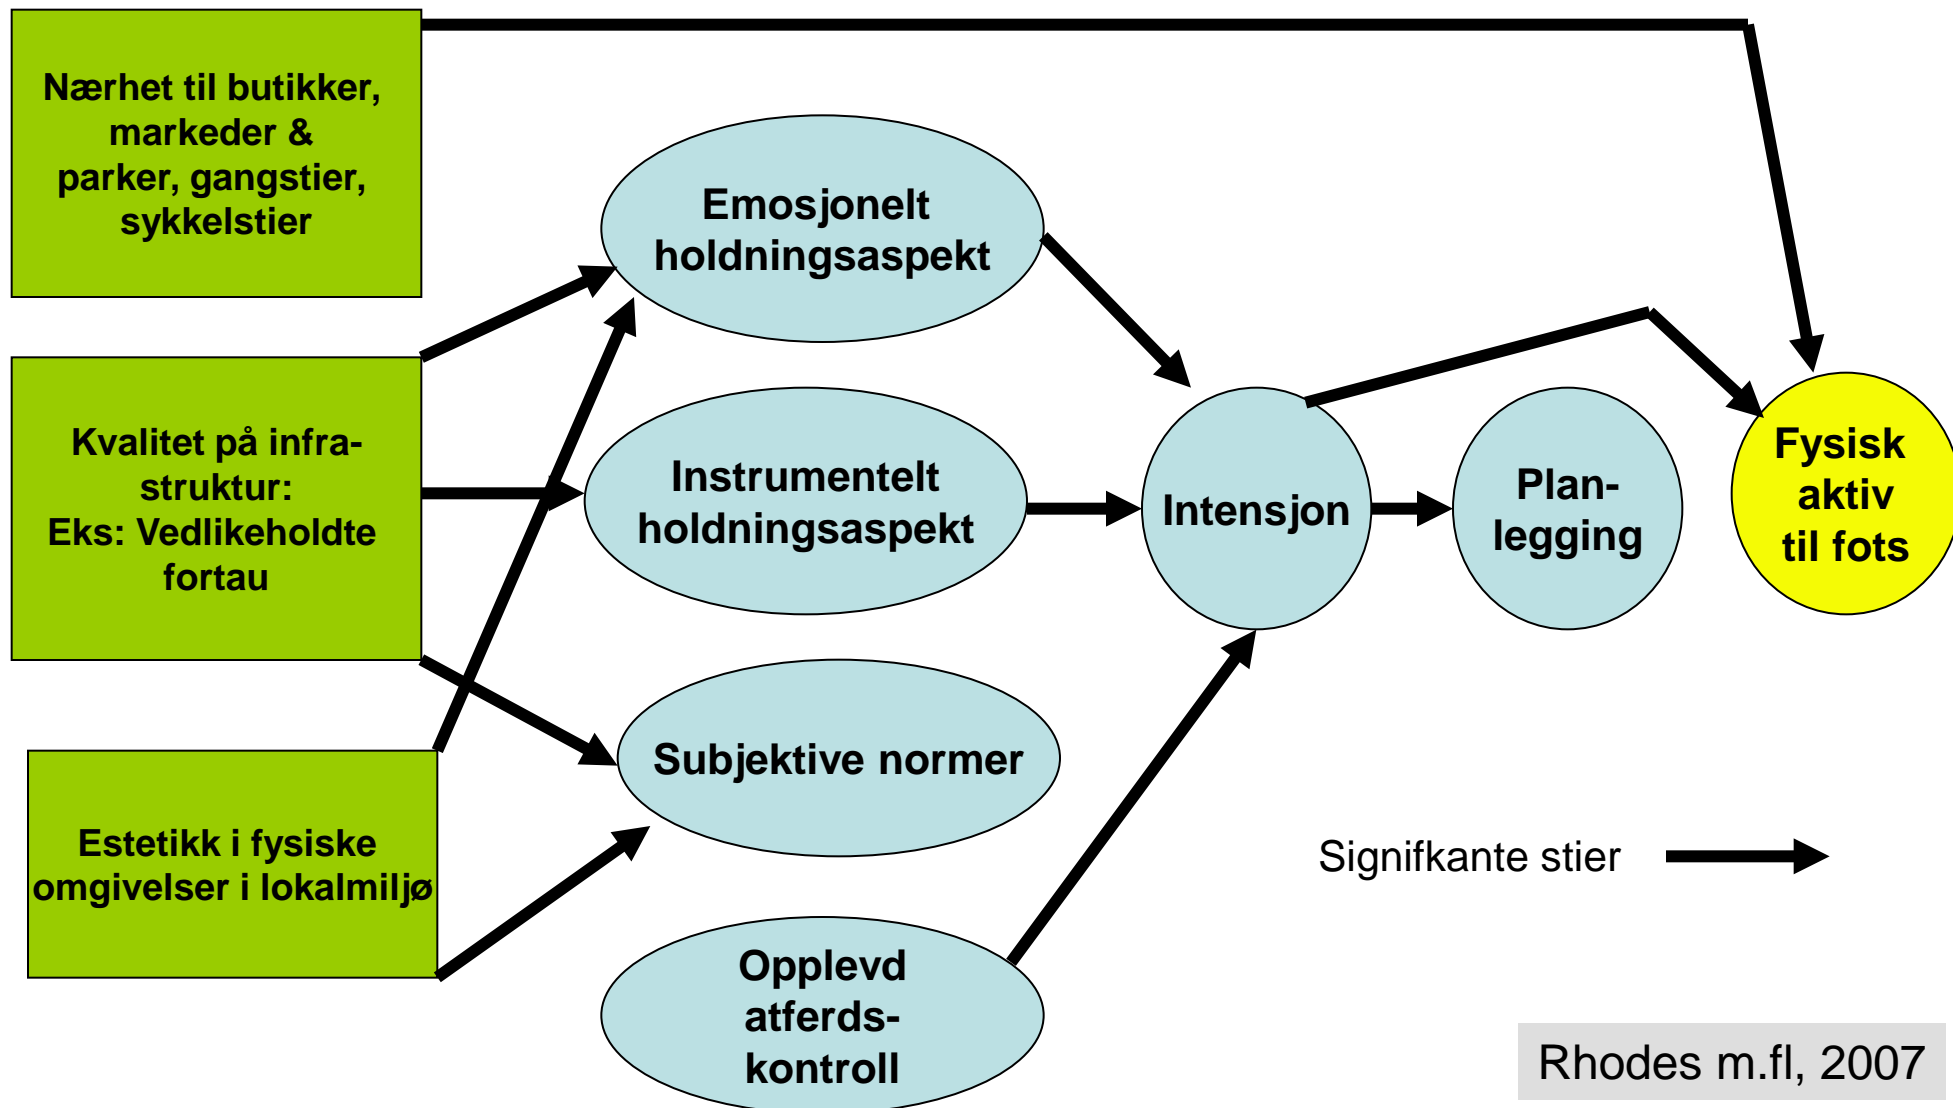 Nærhet til butikker,
markeder &
parker, gangstier,
sykkelstier
Emosjonelt
holdningsaspekt
Kvalitet på infra-
struktur:
Eks: Vedlikeholdte
fortau
Instrumentelt
holdningsaspekt
Intensjon
Plan-
legging
Fysisk
aktiv
til fots
Subjektive normer
Estetikk i fysiske
omgivelser i lokalmiljø
Signifkante stier
Opplevd
atferds-
kontroll
Rhodes m.fl, 2007